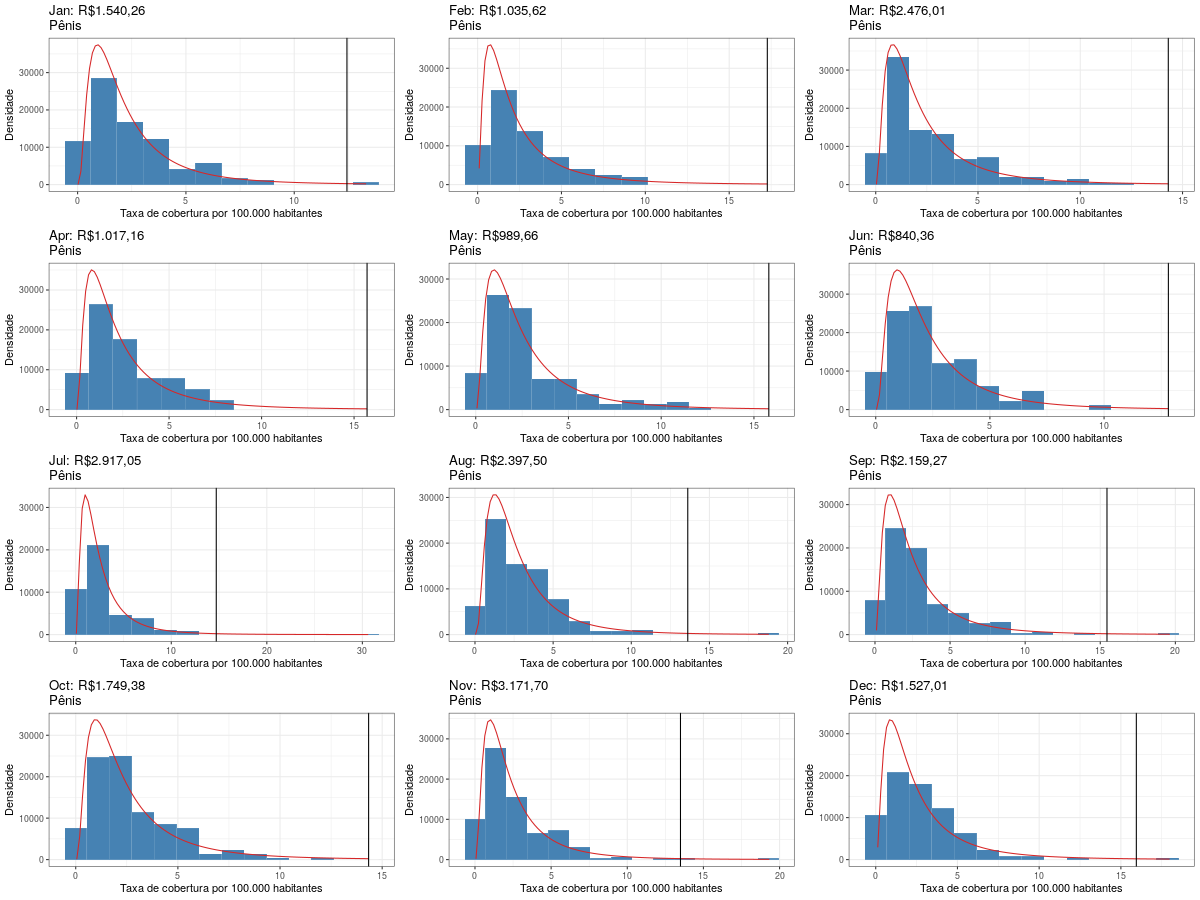 Jan: R$1.540,26
Pênis
Densidade
30000
20000
10000
0
0 5 10
Taxa de cobertura por 100.000 habitantes
Feb: R$1.035,62
Pênis
Densidade
30000
20000
10000
0
0 5 10 15
Taxa de cobertura por 100.000 habitantes
Mar: R$2.476,01
Pênis
Densidade
30000
20000
10000
0
0 5 10 15
Taxa de cobertura por 100.000 habitantes
Apr: R$1.017,16
Pênis
Densidade
30000
20000
10000
0
0 5 10 15
Taxa de cobertura por 100.000 habitantes
May: R$989,66
Pênis
Densidade
30000
20000
10000
0
0 5 10 15
Taxa de cobertura por 100.000 habitantes
Jun: R$840,36
Pênis
Densidade
30000
20000
10000
0
0 5 10
Taxa de cobertura por 100.000 habitantes
Jul: R$2.917,05
Pênis
Densidade
30000
20000
10000
0
0 10 20 30
Taxa de cobertura por 100.000 habitantes
Aug: R$2.397,50
Pênis
Densidade
30000
20000
10000
0
0 5 10 15 20
Taxa de cobertura por 100.000 habitantes
Sep: R$2.159,27
Pênis
Densidade
30000
20000
10000
0
0 5 10 15 20
Taxa de cobertura por 100.000 habitantes
Oct: R$1.749,38
Pênis
Densidade
30000
20000
10000
0
0 5 10 15
Taxa de cobertura por 100.000 habitantes
Nov: R$3.171,70
Pênis
Densidade
30000
20000
10000
0
0 5 10 15 20
Taxa de cobertura por 100.000 habitantes
Dec: R$1.527,01
Pênis
Densidade
30000
20000
10000
0
0 5 10 15
Taxa de cobertura por 100.000 habitantes